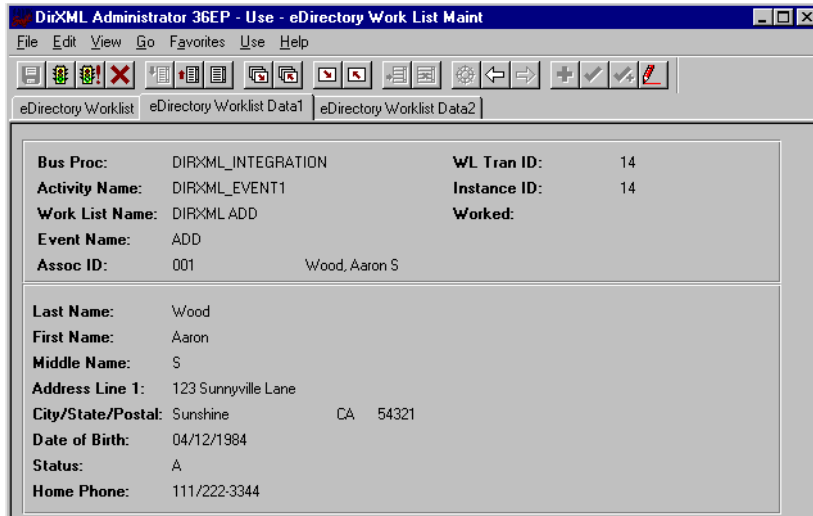 DirXML Administrator 36EP - Use - eDirectory Work List Maint
File Edit View Go Favorites Use Help
eDirectory Worklist eDirectory Worklist Data1 eDirectory Worklist Data2
Bus Proc: DIRXML_INTEGRATION WL Tran ID: 14
Activity Name: DIRXML_EVENT1 Instance ID: 14
Work List Name: DIRXML ADD Worked:
Event Name: ADD
Assoc ID: 001 Wood, Aaron S
Last Name: Wood
First Name: Aaron
Middle Name: S
Address Line 1: 123 Sunnyville Lane
City/State/Postal: Sunshine CA 54321
Date of Birth: 04/12/1984
Status: A
Home Phone: 111/222-3344